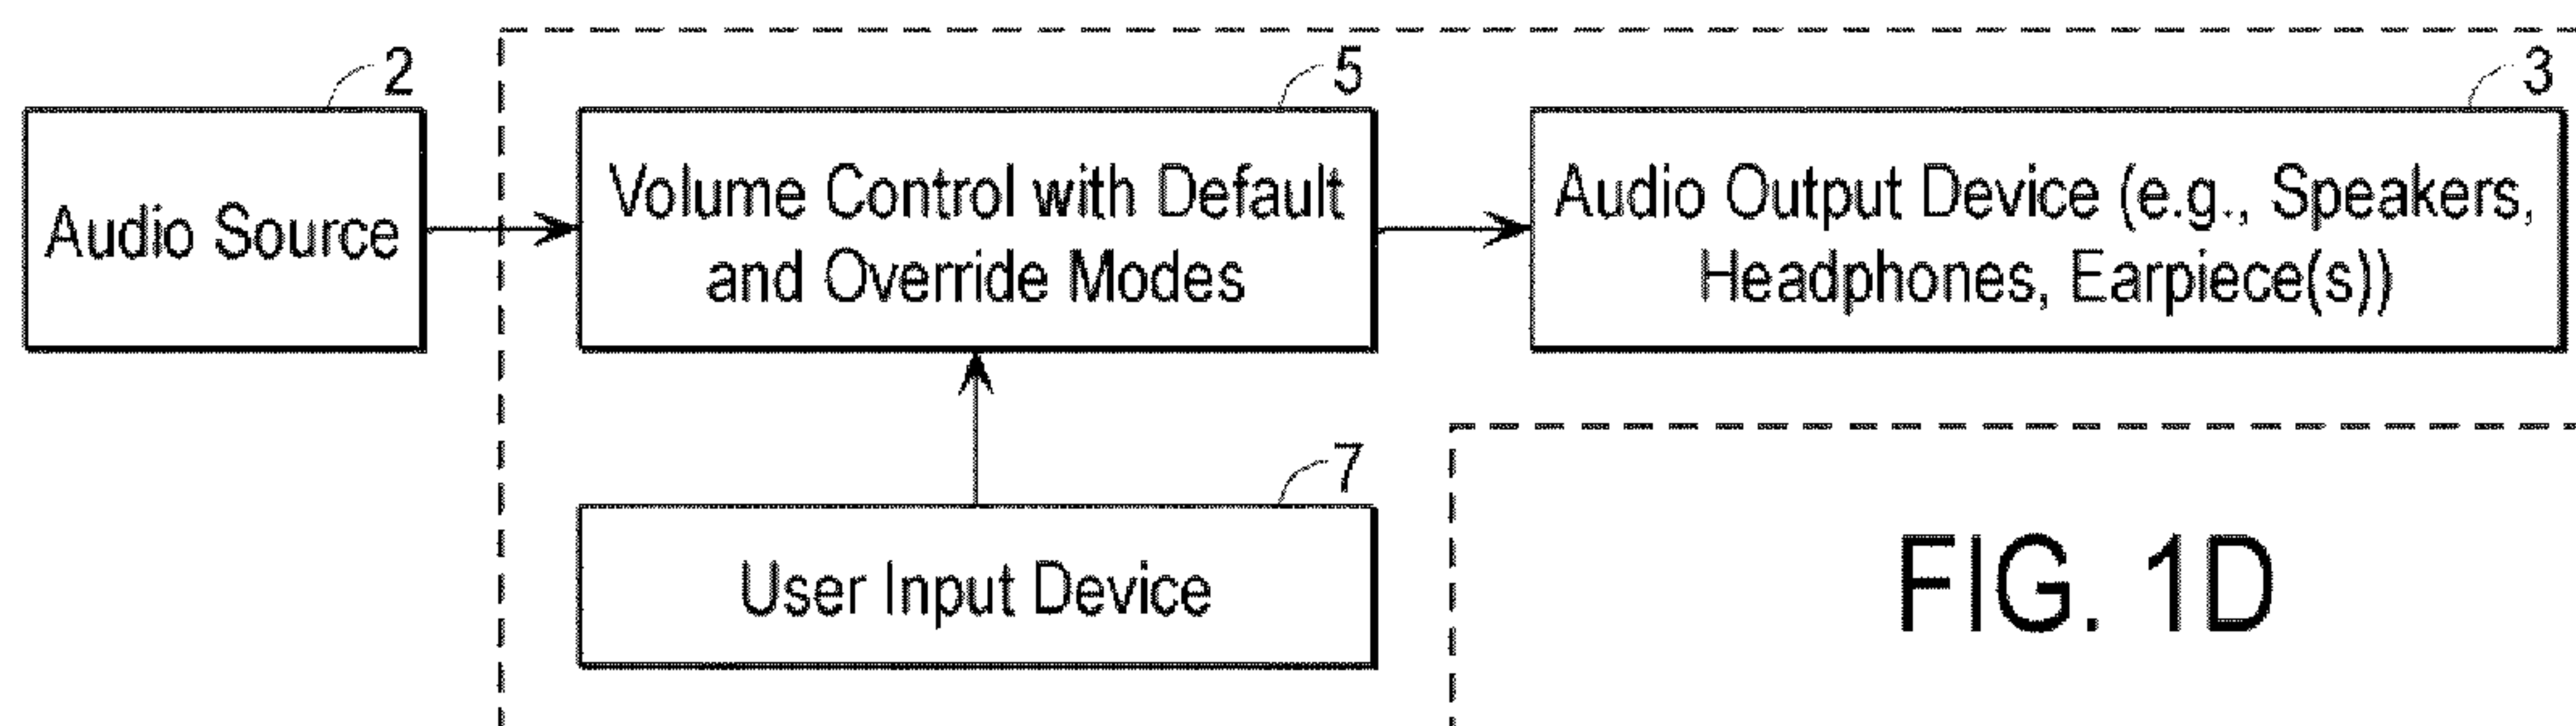 2
5
3
Audio Source
Volume Control with Default
and Override Modes
Audio Output Device (e.g., Speakers,
Headphones, Earpiece(s))
7
User Input Device
FIG. 1D